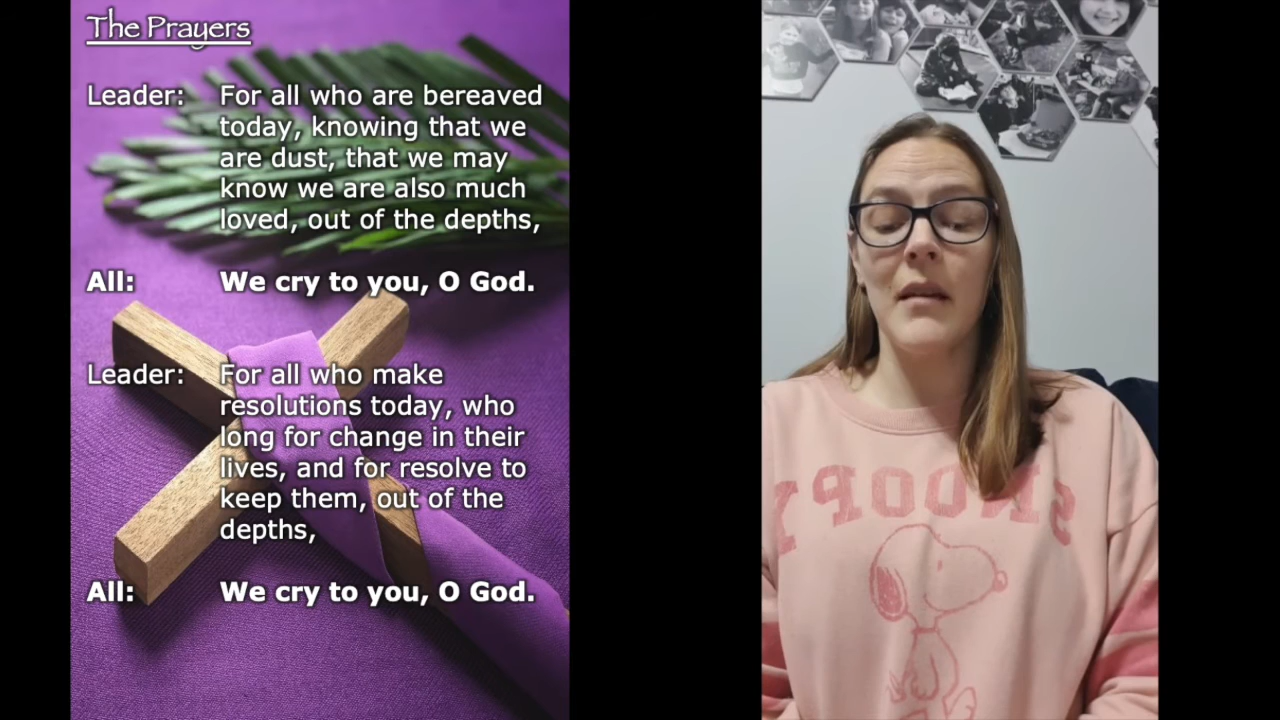 The Prayers
Leader: For all who are bereaved
today, knowing that we
are dust, that we may
know we are also much
loved, out of the depths,
All: We cry to you, O God.
Leader: For all who make
resolutions today, who
long for change in their
lives, and for resolve to
keep them, out of the
depths,
All: We cry to you, O God.
SNOOPY